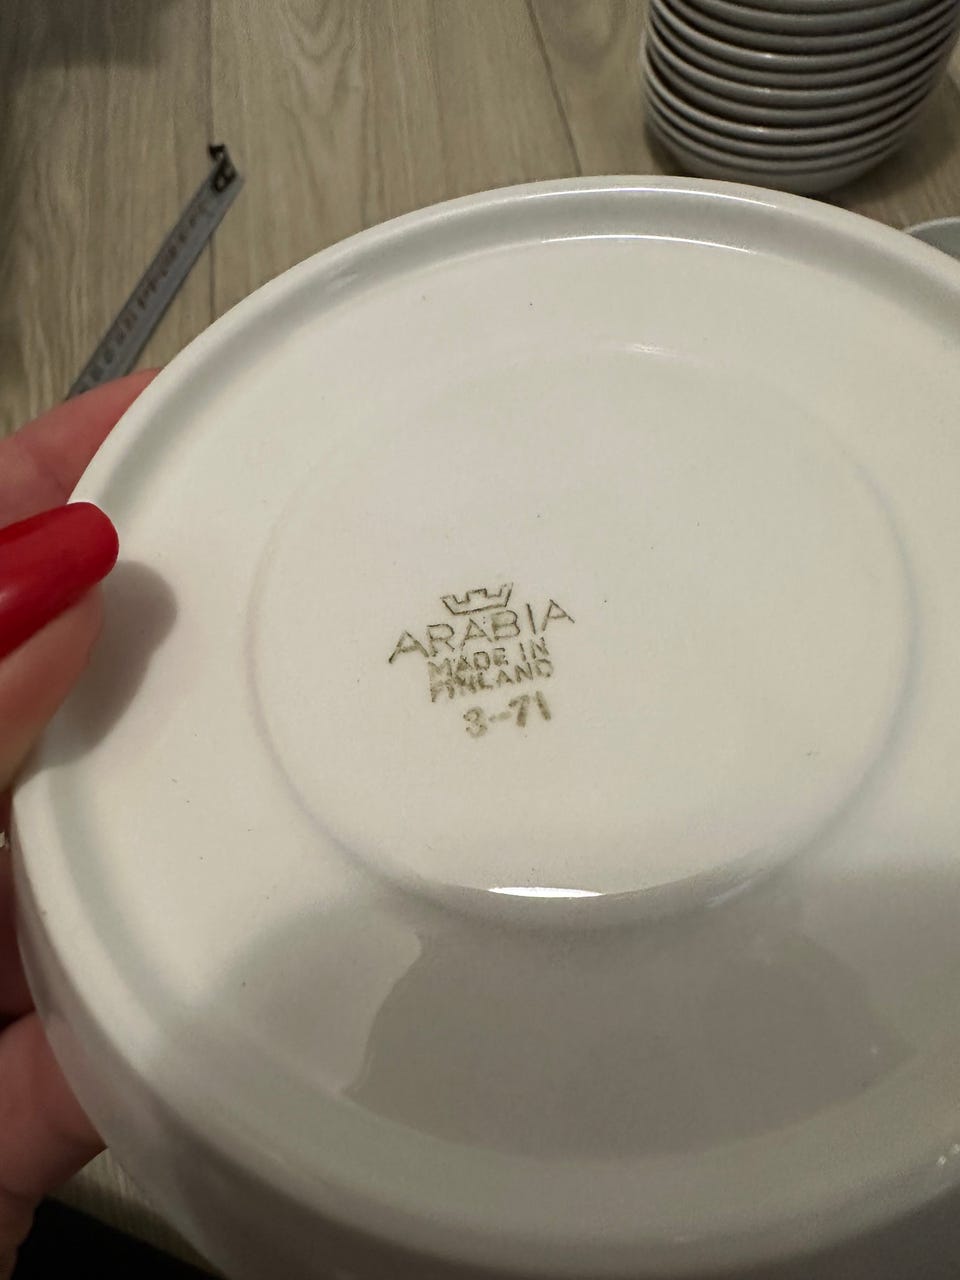 ARABIA
MADE IN
FINLAND
3-71